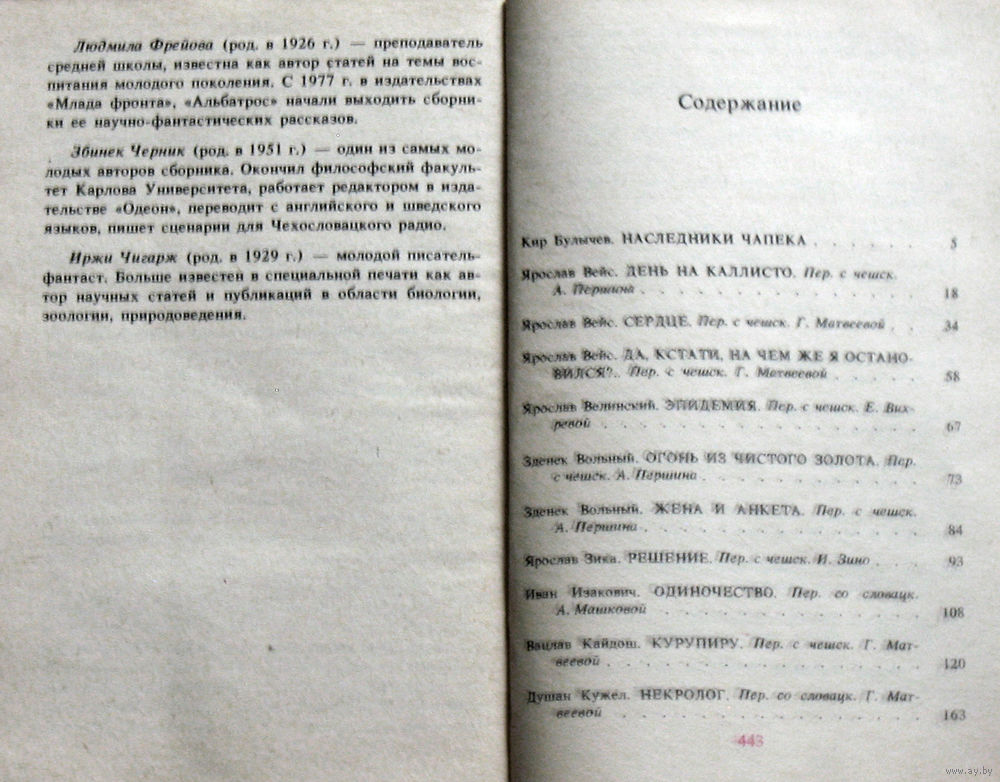 Людмила Фрейова (род. в 1926 г.) — преподаватель
средней школы, известна как автор статей на темы вос-
питания молодого поколения. С 1977 г. в издательствах
«Млада фронта», «Альбатрос» начали выходить сборни-
ки ее научно-фантастических рассказов.
Збинек Черник (род. в 1951 г.) — один из самых мо-
лодых авторов сборника. Окончил философский факуль-
тет Карлова Университета, работает редактором в изда-
тельстве «Одеон», переводит с английского и шведского
языков, пишет сценарии для Чехословацкого радио.
Иржи Чигарж (род. в 1929 г.) — молодой писатель-
фантаст. Больше известен в специальной печати как ав-
тор научных статей и публикаций в области биологии,
зоологии, природоведения.
Содержание
Кир Булычев. НАСЛЕДНИКИ ЧАПЕКА . . . . . . . 5
Ярослав Вейс. ДЕНЬ НА КАЛЛИСТО. Пер. с чешск.
А. Першина . . . . . . . . . . . . . 18
Ярослав Вейс. СЕРДЦЕ. Пер. с чешск. Г. Матвеевой . . 34
Ярослав Вейс. ДА, КСТАТИ, НА ЧЕМ ЖЕ Я ОСТАНО-
ВИЛСЯ?.. Пер. с чешск. Г. Матвеевой . . . . . 58
Ярослав Велинский. ЭПИДЕМИЯ. Пер. с чешск. Е. Вих-
ревой . . . . . . . . . . . . . . . 67
Зденек Вольный. ОГОНЬ ИЗ ЧИСТОГО ЗОЛОТА. Пер.
с чешск. А. Першина . . . . . . . . . . 73
Зденек Вольный. ЖЕНА И АНКЕТА. Пер. с чешск.
А. Першина . . . . . . . . . . . . . 84
Ярослав Зика. РЕШЕНИЕ. Пер. с чешск. И. Зино . . . 93
Иван Изакович. ОДИНОЧЕСТВО. Пер. со словацк.
А. Машковой . . . . . . . . . . . . . 108
Вацлав Кайдош. КУРУПИРУ. Пер. с чешск. Г. Мат-
веевой . . . . . . . . . . . . . . . 120
Душан Кужел. НЕКРОЛОГ. Пер. со словацк. Г. Мат-
веевой . . . . . . . . . . . . . . . 163
443
www.ay.by